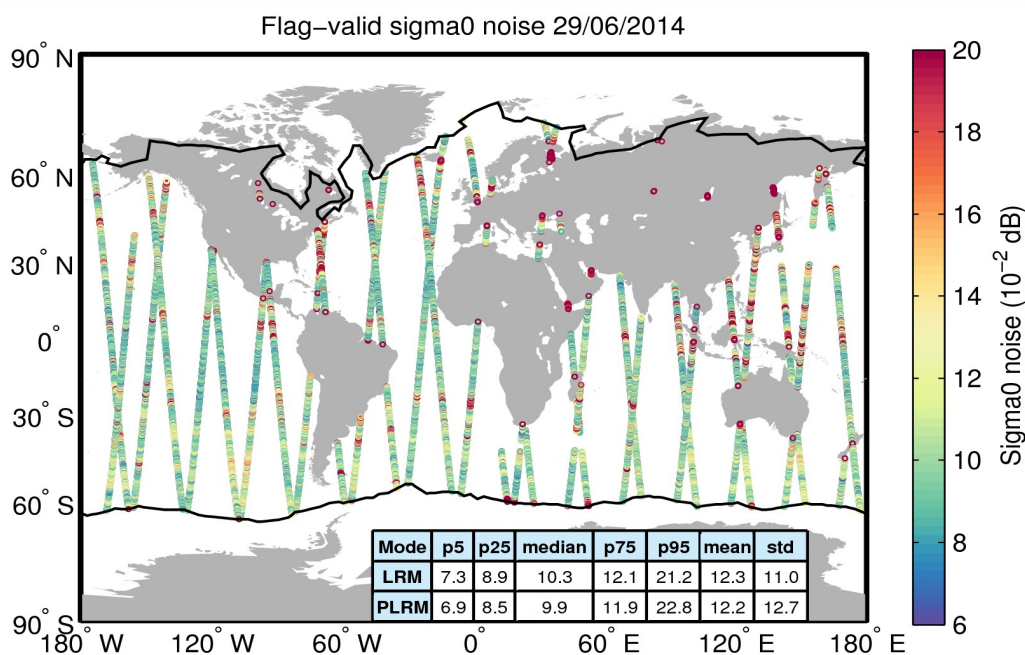 Flag−valid sigma0 noise 29/06/2014
90° N
60° N
30° N
0°
30° S
60° S
90° S
180° W
120° W
60° W
0°
60° E
120° E
180° E
Mode p5 p25 median p75 p95 mean std
LRM 7.3 8.9 10.3 12.1 21.2 12.3 11.0
PLRM 6.9 8.5 9.9 11.9 22.8 12.2 12.7
20
18
16
14
12
10
8
6
Sigma0 noise (10⁻² dB)